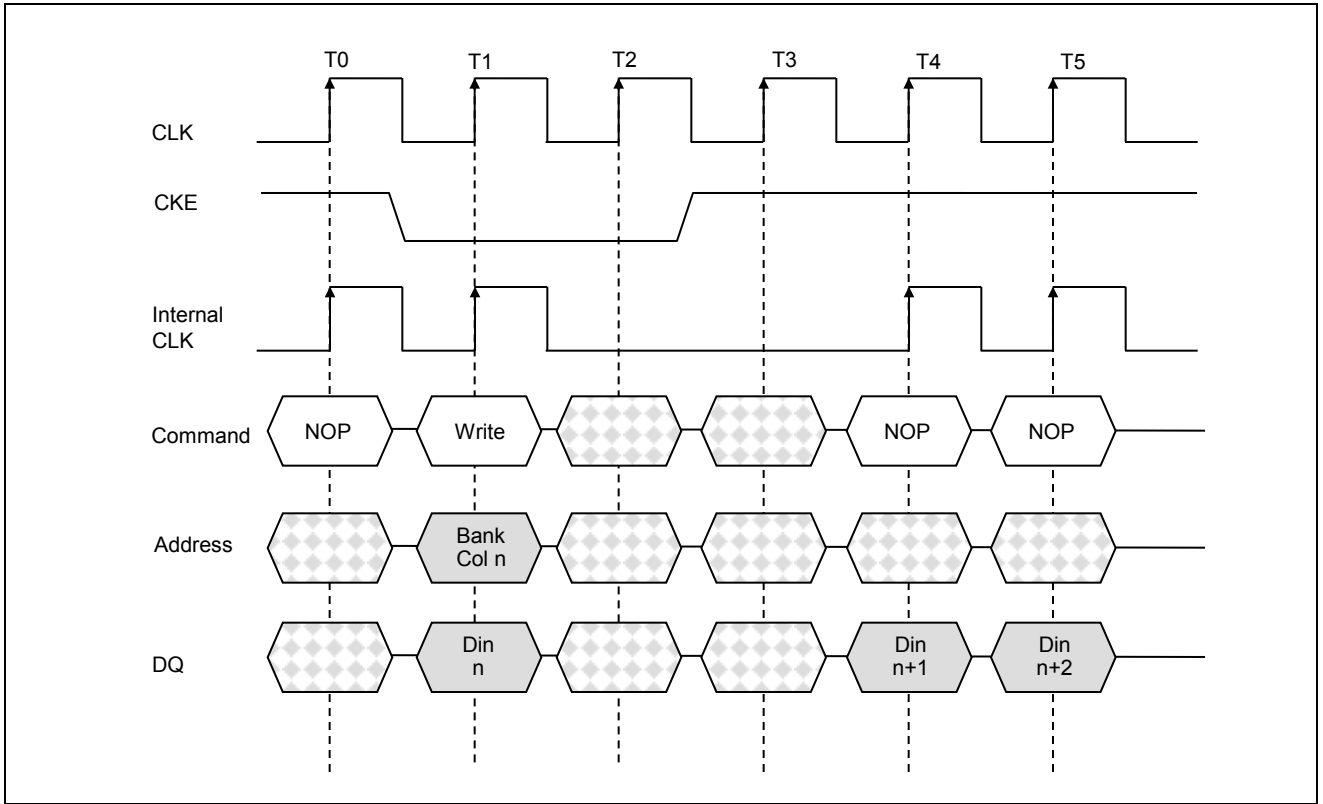 T0 T1 T2 T3 T4 T5
CLK
CKE
Internal
CLK
Command NOP Write NOP NOP
Address Bank
Col n
DQ Din
n Din
n+1 Din
n+2